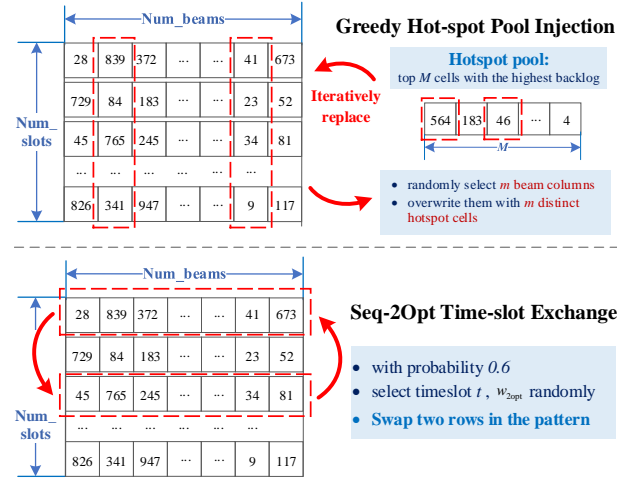 Num_beams
Greedy Hot-spot Pool Injection
Num_
slots
28 839 372 ... ... 41 673
729 84 183 ... ... 23 52
45 765 245 ... ... 34 81
... ... ... ... ...
826 341 947 ... ... 9 117
Iteratively
replace
Hotspot pool:
top M cells with the highest backlog
564 183 46 ... 4
M
• randomly select m beam columns
• overwrite them with m distinct
hotspot cells
Num_beams
Seq-2Opt Time-slot Exchange
Num_
slots
28 839 372 ... ... 41 673
729 84 183 ... ... 23 52
45 765 245 ... ... 34 81
... ... ... ... ...
826 341 947 ... ... 9 117
• with probability 0.6
• select timeslot t , w2opt randomly
• Swap two rows in the pattern